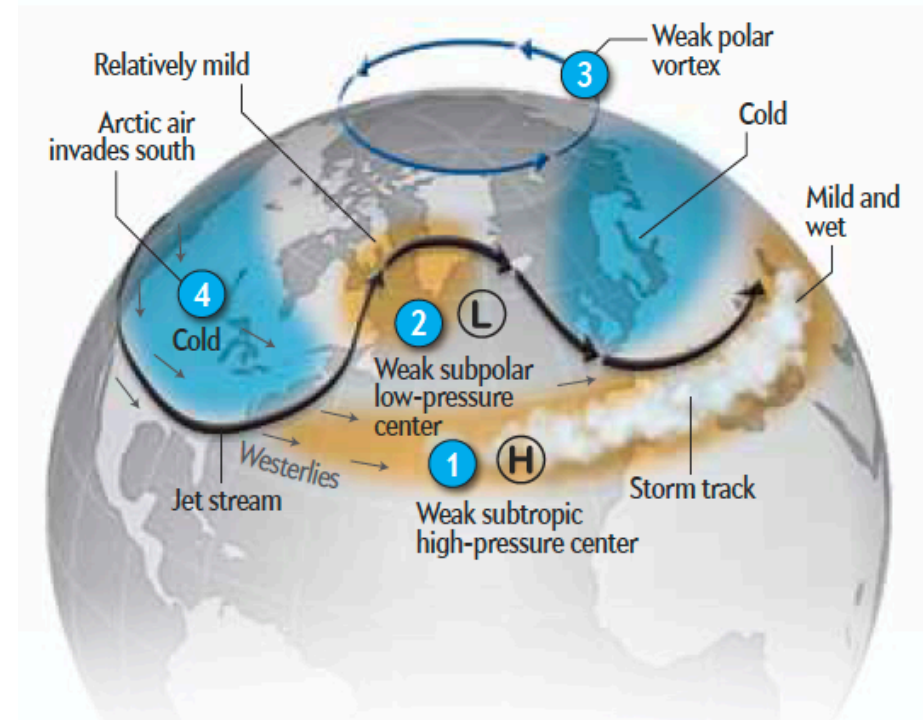 Weak polar
vortex
3
Relatively mild
Cold
Arctic air
invades south
Mild and
wet
4
Cold
2
L
Weak subpolar
low-pressure
center
Westerlies
1
H
Jet stream
Storm track
Weak subtropic
high-pressure center